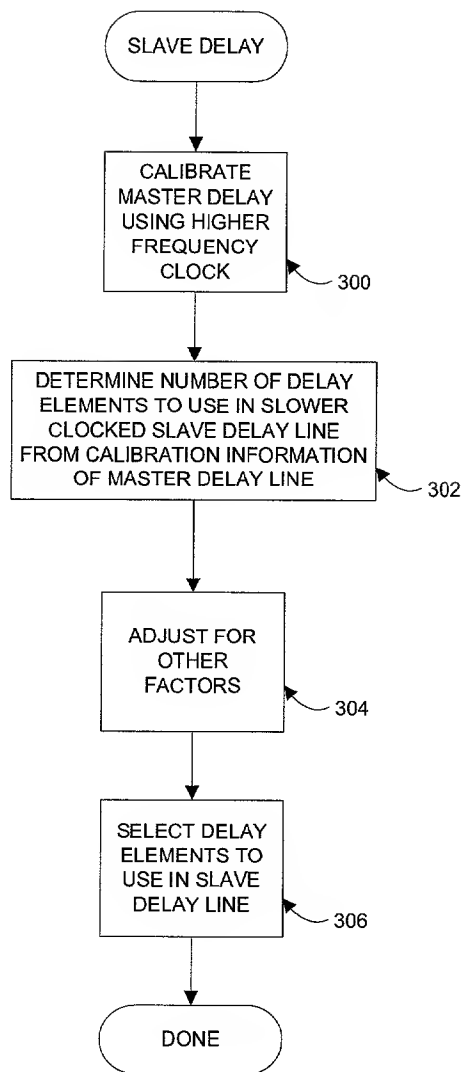 SLAVE DELAY
CALIBRATE
MASTER DELAY
USING HIGHER
FREQUENCY
CLOCK
300
DETERMINE NUMBER OF DELAY
ELEMENTS TO USE IN SLOWER
CLOCKED SLAVE DELAY LINE
FROM CALIBRATION INFORMATION
OF MASTER DELAY LINE
302
ADJUST FOR
OTHER
FACTORS
304
SELECT DELAY
ELEMENTS TO
USE IN SLAVE
DELAY LINE
306
DONE